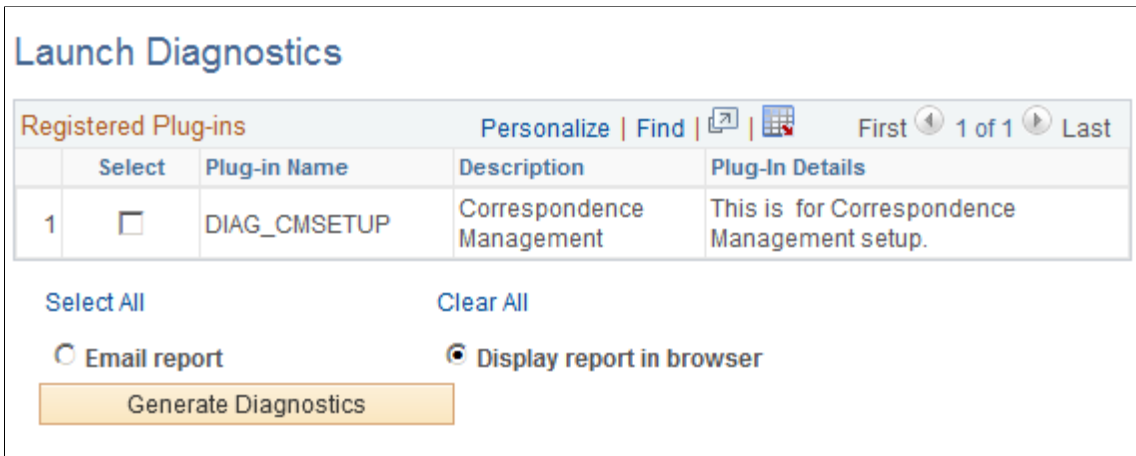 Launch Diagnostics
Registered Plug-ins Personalize | Find | | First 1 of 1 Last
Select Plug-in Name Description Plug-In Details
1 DIAG_CMSETUP Correspondence Management This is for Correspondence Management setup.
Select All Clear All
Email report Display report in browser
Generate Diagnostics